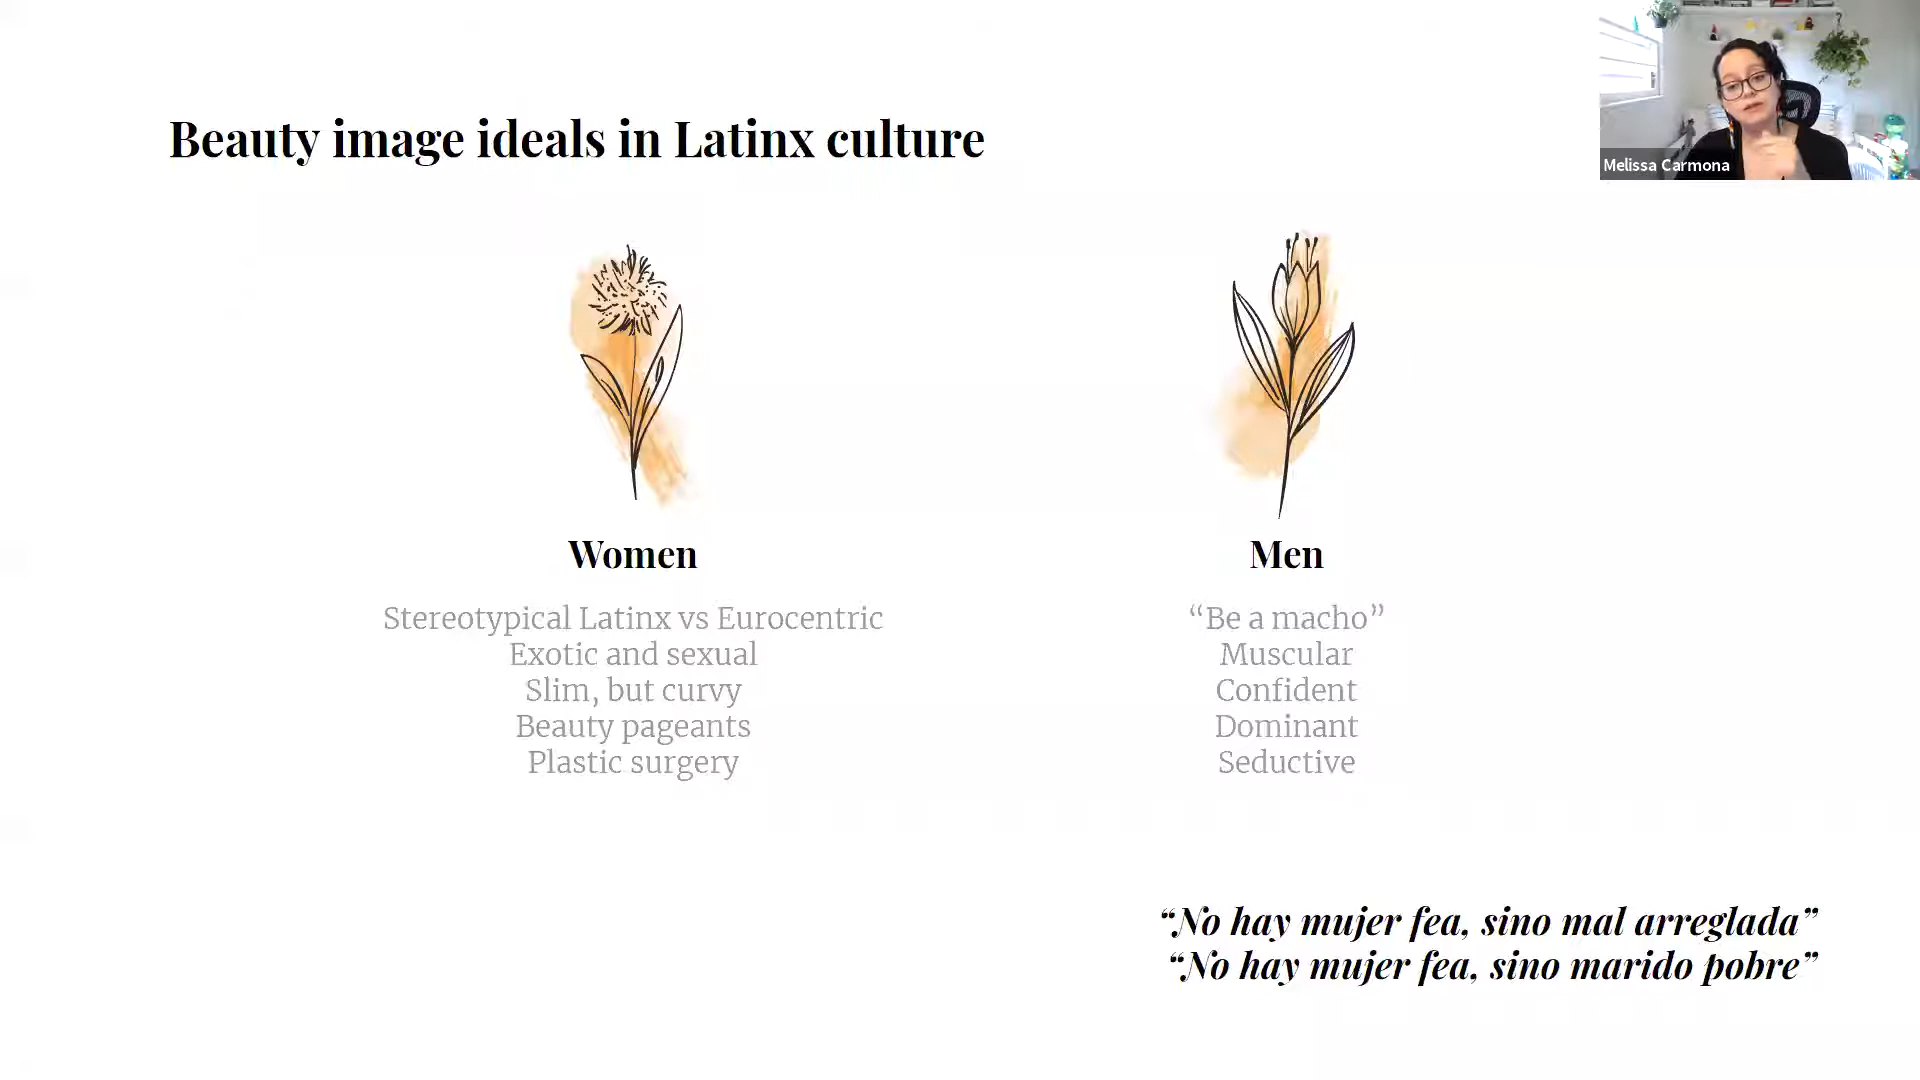 Beauty image ideals in Latinx culture
Melissa Carmona
Women
Stereotypical Latinx vs Eurocentric
Exotic and sexual
Slim, but curvy
Beauty pageants
Plastic surgery
Men
“Be a macho”
Muscular
Confident
Dominant
Seductive
“No hay mujer fea, sino mal arreglada”
“No hay mujer fea, sino marido pobre”